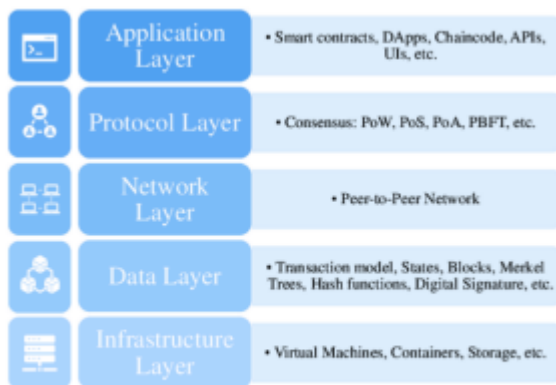 Application
Layer
• Smart contracts, DApps, Chaincode, APIs,
UIs, etc.
Protocol Layer
• Consensus: PoW, PoS, PoA, PBFT, etc.
Network
Layer
• Peer-to-Peer Network
Data Layer
• Transaction model, States, Blocks, Merkel
Trees, Hash functions, Digital Signature, etc.
Infrastructure
Layer
• Virtual Machines, Containers, Storage, etc.